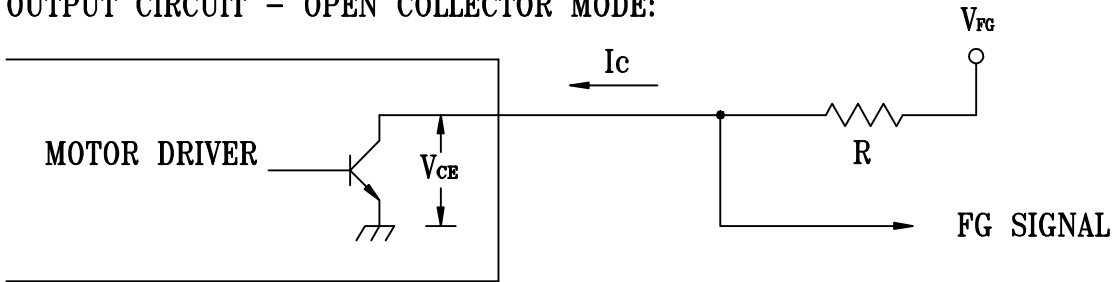 OUTPUT CIRCUIT - OPEN COLLECTOR MODE:
VFG
Ic
MOTOR DRIVER
VCE
R
FG SIGNAL